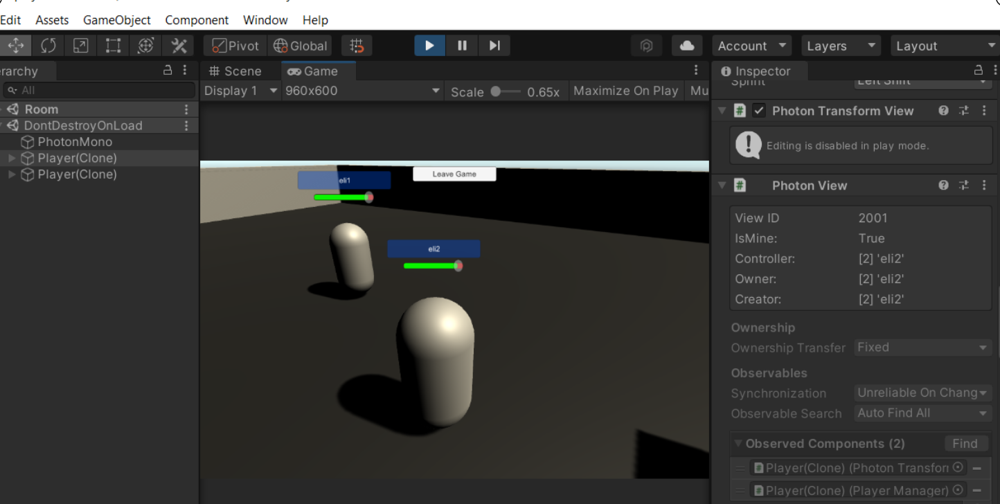 Edit Assets GameObject Component Window Help
Pivot Global Account Layers Layout
erarchy # Scene Game Inspector
All Display 1 960x600 Scale 0.65x Maximize On Play Mu
Sprint Left Shift
Room
Photon Transform View
DontDestroyOnLoad
PhotonMono
Editing is disabled in play mode.
Player(Clone)
Player(Clone)
Leave Game
eli1
Photon View
View ID 2001
IsMine: True
eli2
Controller: [2] 'eli2'
Owner: [2] 'eli2'
Creator: [2] 'eli2'
Ownership
Ownership Transfer Fixed
Observables
Synchronization Unreliable On Chang
Observable Search Auto Find All
Observed Components (2) Find
Player(Clone) (Photon Transfor
Player(Clone) (Player Manager)